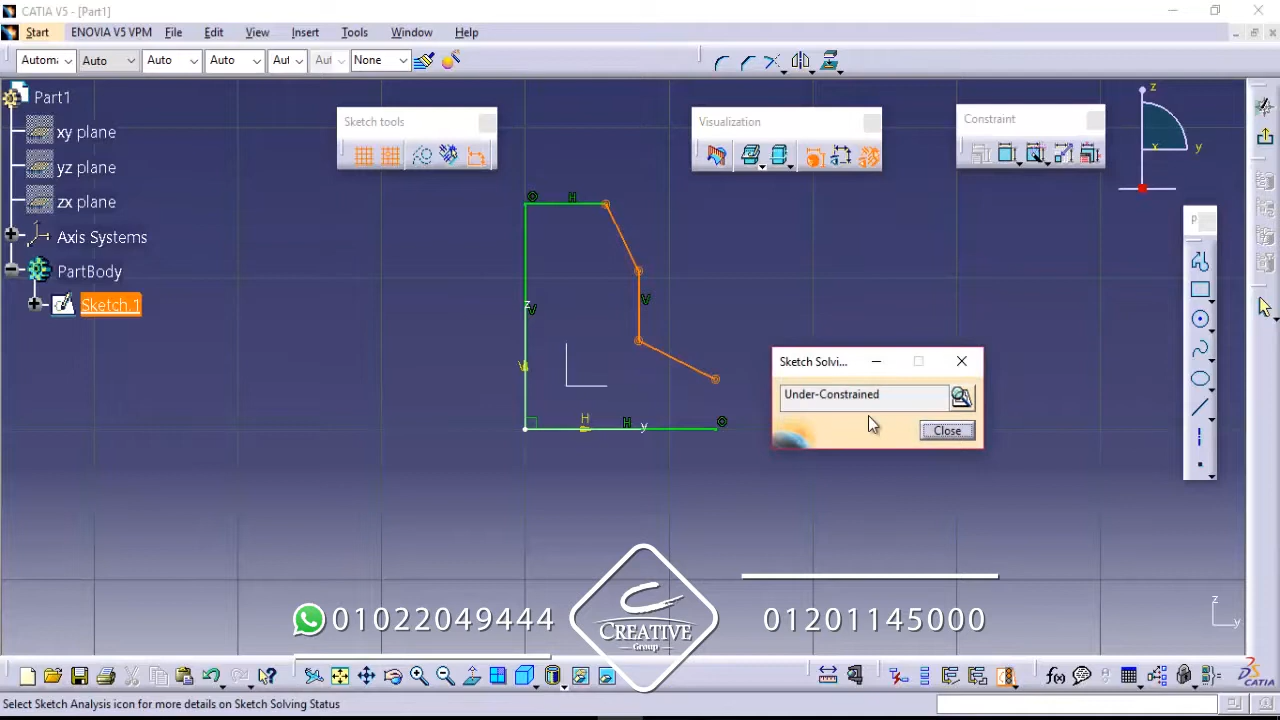 CATIA V5 - [Part1]
Start ENOVIA V5 VPM File Edit View Insert Tools Window Help
Auto Auto Auto Aut None
Part1
xy plane
yz plane
zx plane
Axis Systems
PartBody
Sketch.1
Sketch tools
Visualization
Constraint
z
x
y
P
H
V
z
V
V
H
H
y
Sketch Solvi...
Under-Constrained
Close
01022049444
CREATIVE
Group
01201145000
z
y
CATIA
Select Sketch Analysis icon for more details on Sketch Solving Status